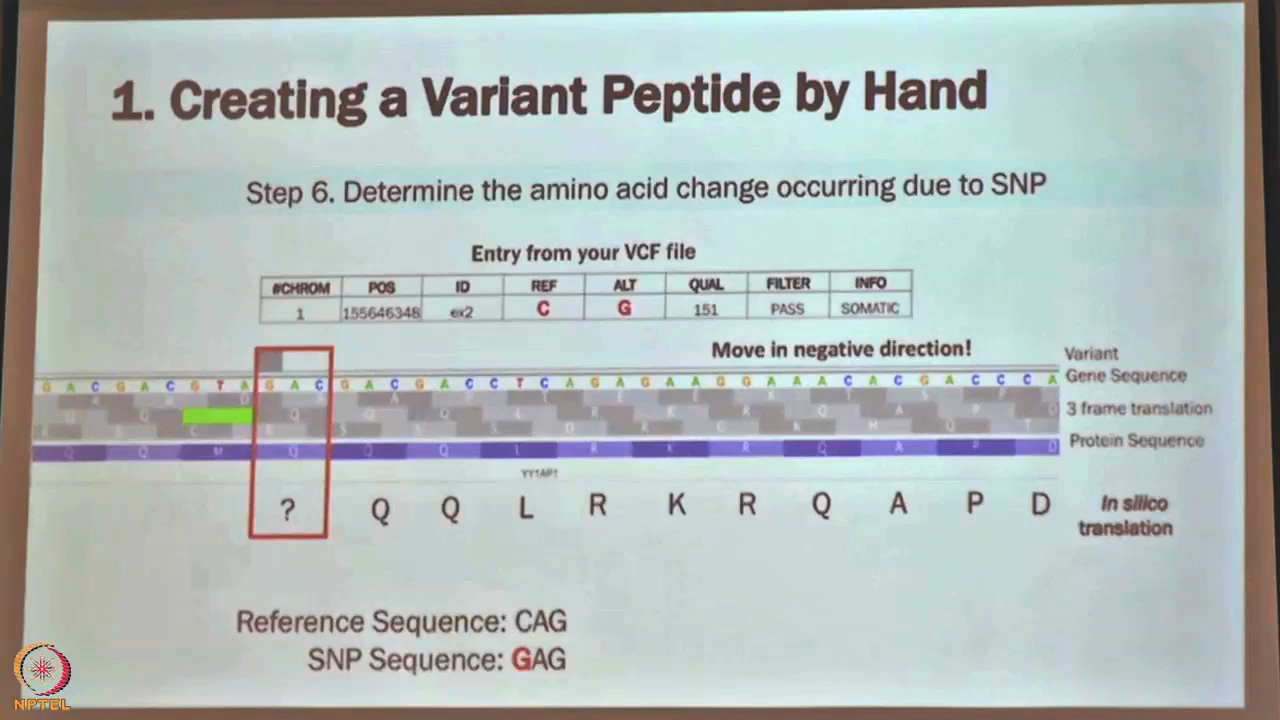 1. Creating a Variant Peptide by Hand
Step 6. Determine the amino acid change occurring due to SNP
Entry from your VCF file
#CHROM POS ID REF ALT QUAL FILTER INFO
1 155646348 ex2 C G 151 PASS SOMATIC
Move in negative direction!
Variant
G A C G A C G T A G A C G A C G A C C T C A G A G A A G G A A A C A C G A C C C A
Gene Sequence
3 frame translation
Q Q M Q Q Q L R K R Q A P D
Protein Sequence
YY1AP1
? Q Q L R K R Q A P D
In silico
translation
Reference Sequence: CAG
SNP Sequence: GAG
NPTEL